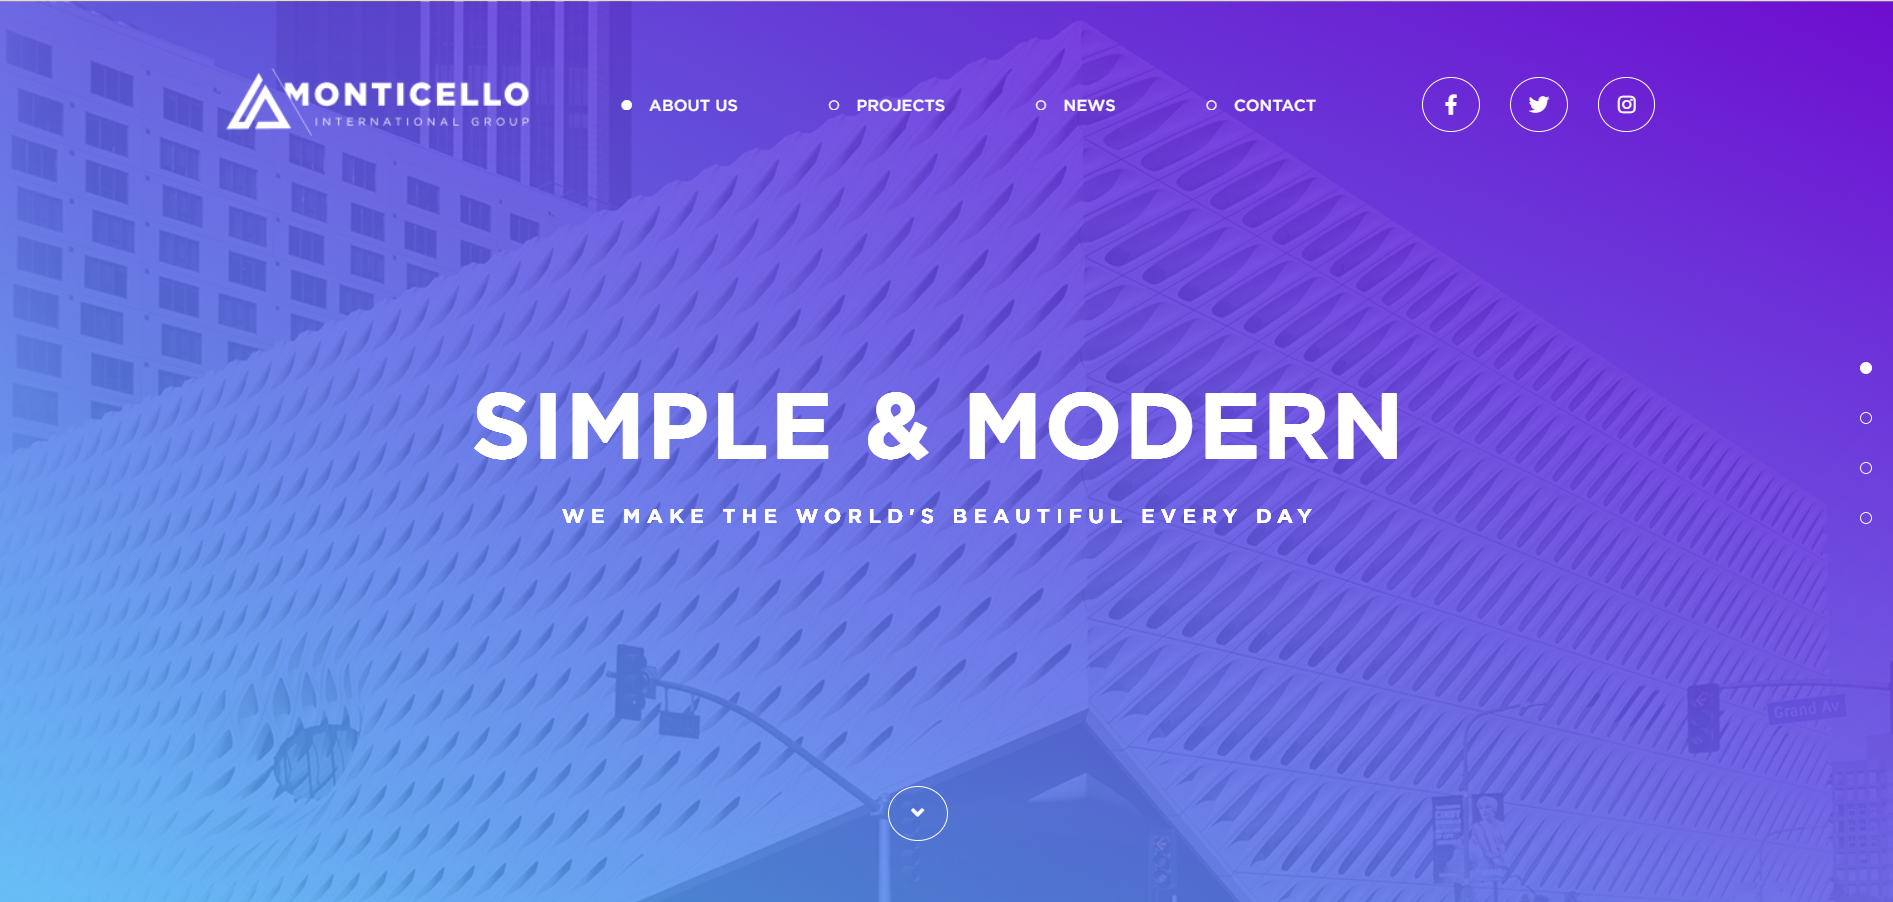 MONTICELLO
INTERNATIONAL GROUP
ABOUT US
PROJECTS
NEWS
CONTACT
SIMPLE & MODERN
WE MAKE THE WORLD'S BEAUTIFUL EVERY DAY
Grand Av